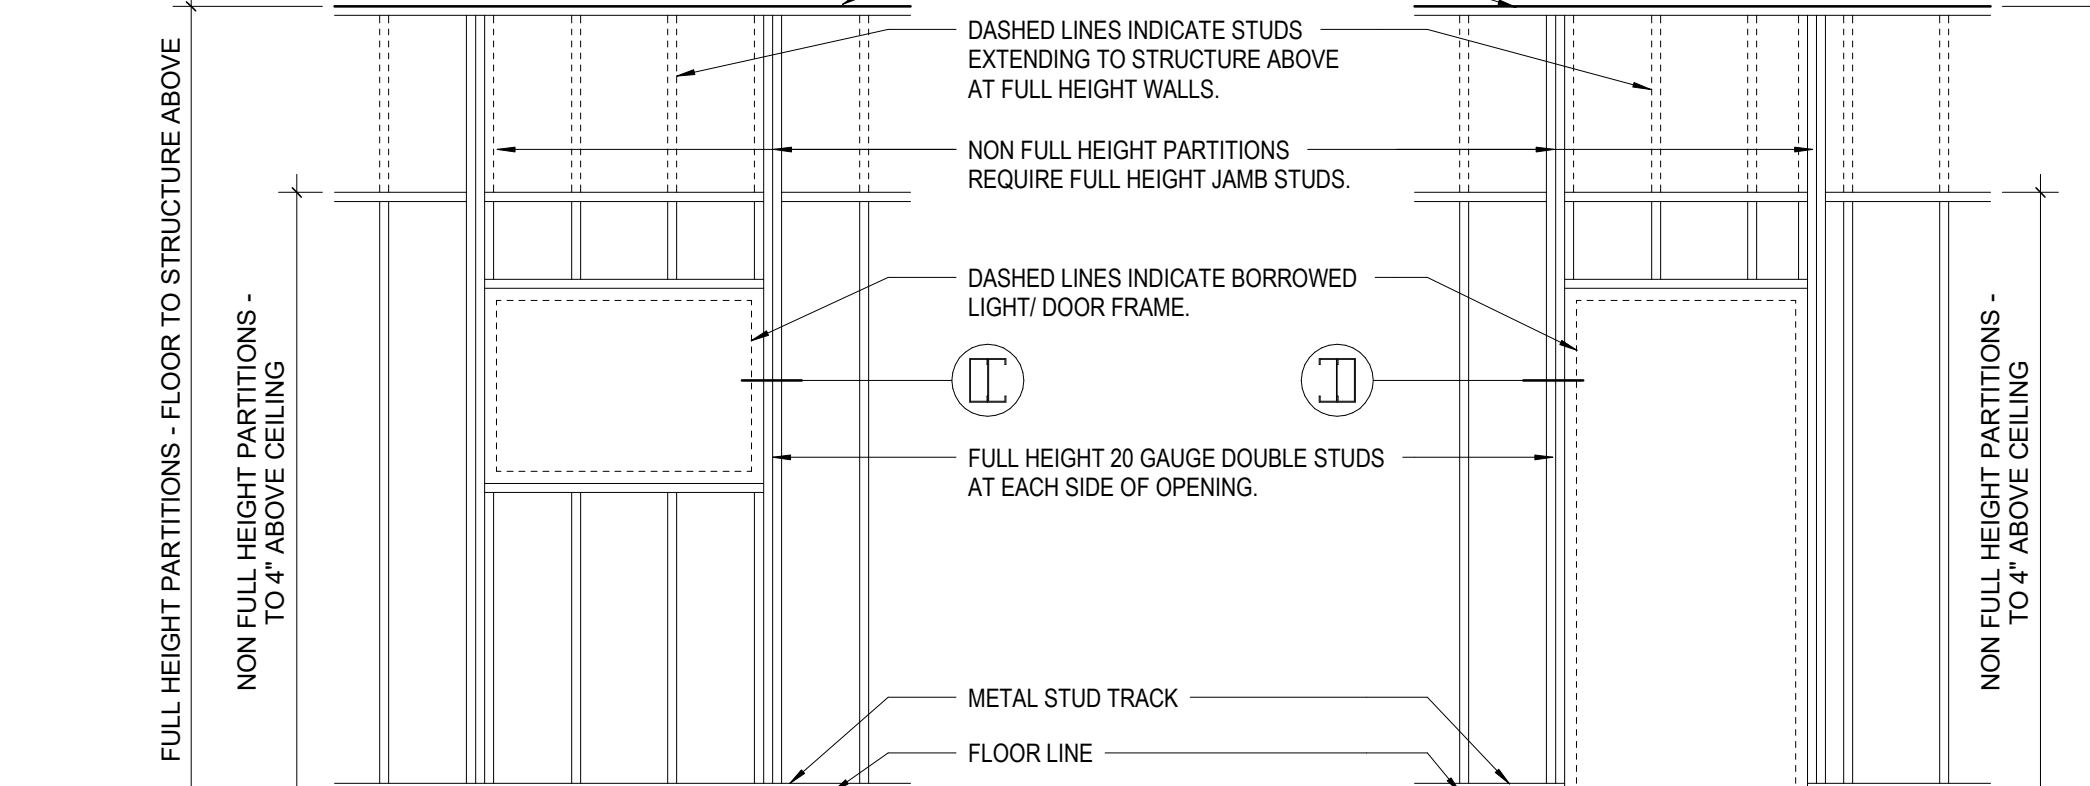 FULL HEIGHT PARTITIONS - FLOOR TO STRUCTURE ABOVE
NON FULL HEIGHT PARTITIONS -
TO 4" ABOVE CEILING
DASHED LINES INDICATE STUDS
EXTENDING TO STRUCTURE ABOVE
AT FULL HEIGHT WALLS.
NON FULL HEIGHT PARTITIONS
REQUIRE FULL HEIGHT JAMB STUDS.
DASHED LINES INDICATE BORROWED
LIGHT/ DOOR FRAME.
FULL HEIGHT 20 GAUGE DOUBLE STUDS
AT EACH SIDE OF OPENING.
METAL STUD TRACK
FLOOR LINE
NON FULL HEIGHT PARTITIONS -
TO 4" ABOVE CEILING